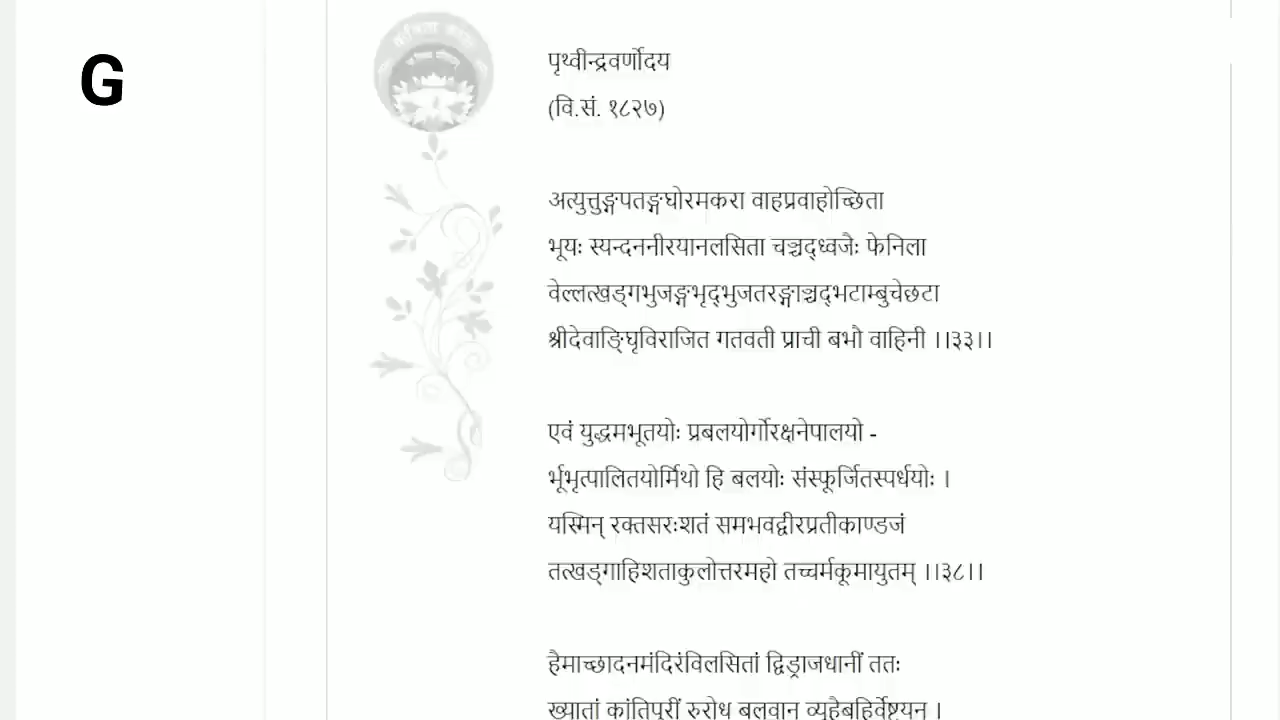 G
पृथ्वीन्द्रवर्णोदय
(वि.सं. १८२७)
अत्युत्तुङ्गपतङ्गघोरमकरा वाहप्रवाहोच्छिता
भूयः स्यन्दननीरयानलसिता चञ्चद्ध्वजैः फेनिला
वेल्लत्खड्गभुजङ्गभृद्भुजतरङ्गाञ्चद्भटाम्बुचेछटा
श्रीदेवाङ्घृिविराजित गतवती प्राची बभौ वाहिनी ।।३३।।
एवं युद्धमभूतयोः प्रबलयोर्गोरक्षनेपालयो -
र्भूभृत्पालितयोर्मिथो हि बलयोः संस्फूर्जितस्पर्धयोः ।
यस्मिन् रक्तसरःशतं समभवद्वीरप्रतीकाण्डजं
तत्खड्गाहिशताकुलोत्तरमहो तच्चर्मकूमायुतम् ।।३८।।
हैमाच्छादनमंदिरंविलसितां द्विड्राजधानीं ततः
ख्यातां कांतिपुरीं रुरोध बलवान् व्यूहैबहिर्वेष्टयन् ।